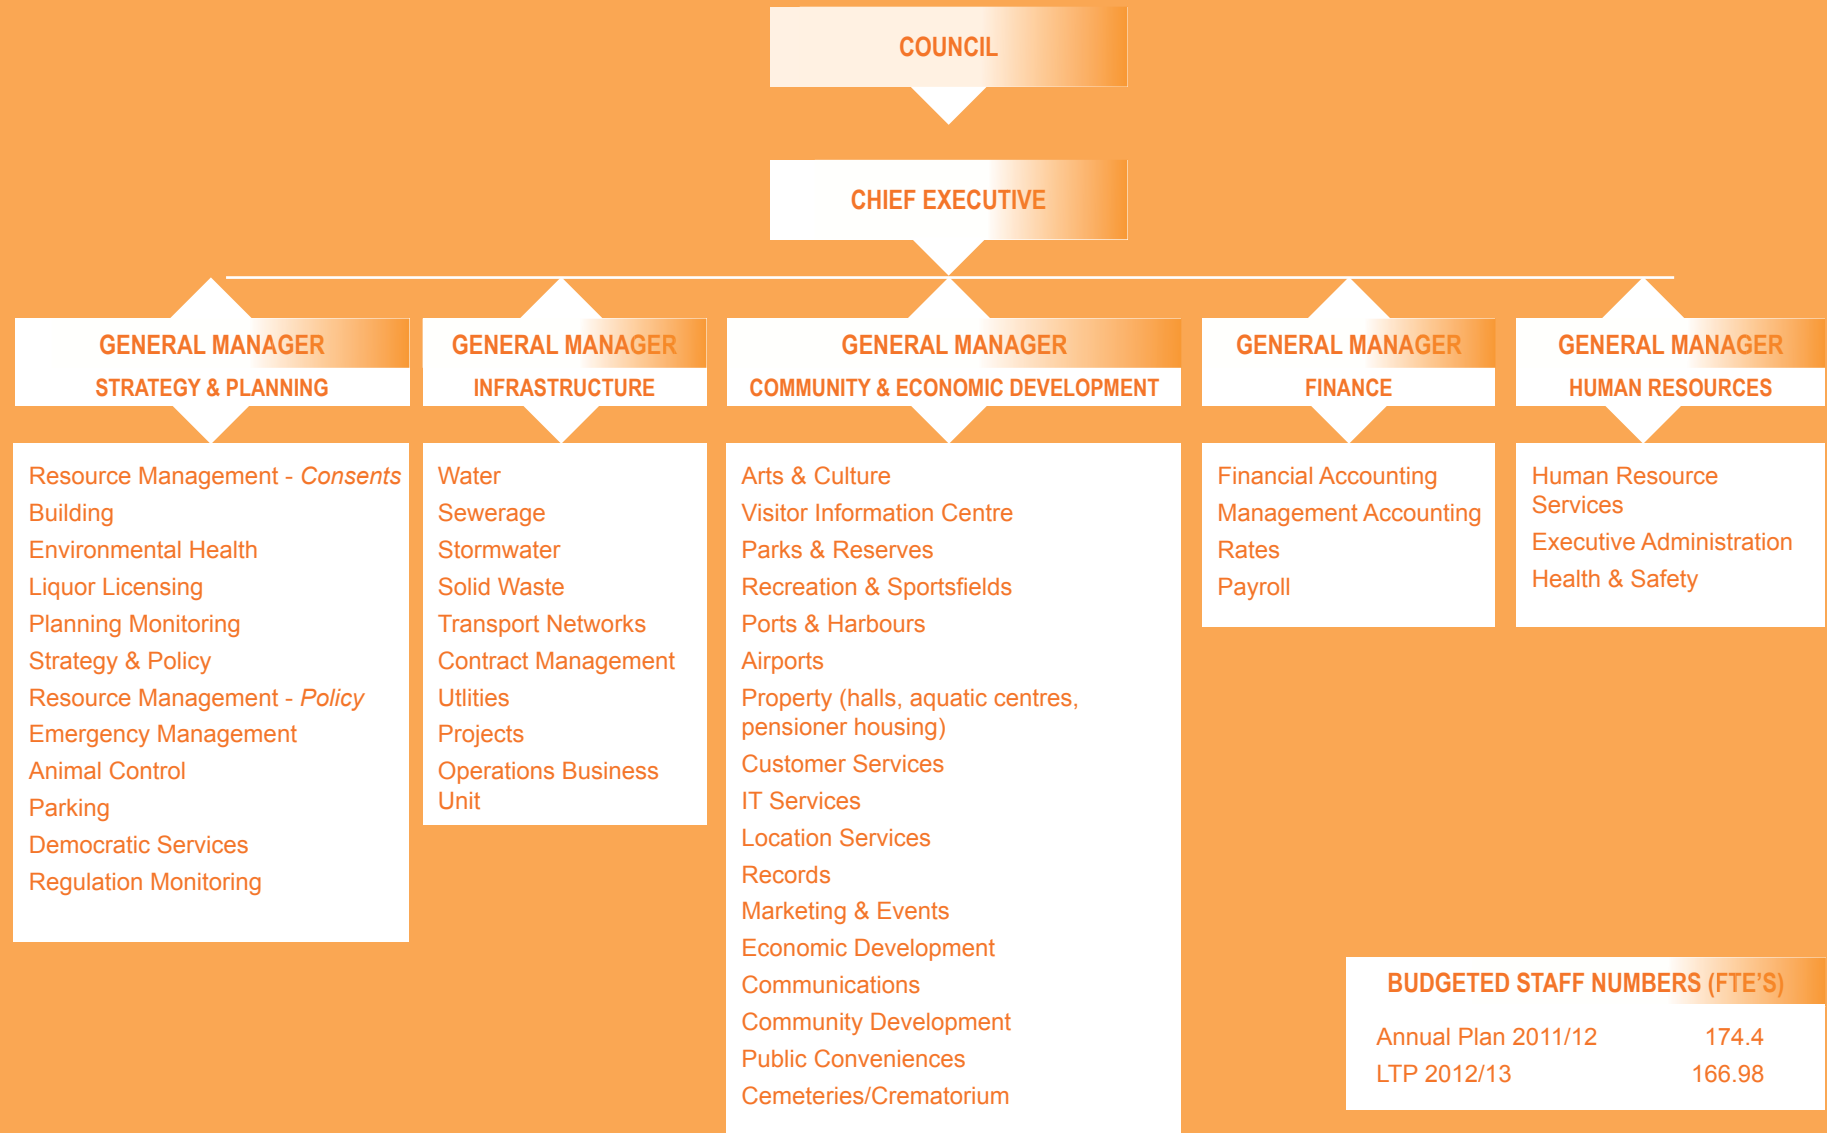 COUNCIL
CHIEF EXECUTIVE
GENERAL MANAGER
STRATEGY & PLANNING
Resource Management - Consents
Building
Environmental Health
Liquor Licensing
Planning Monitoring
Strategy & Policy
Resource Management - Policy
Emergency Management
Animal Control
Parking
Democratic Services
Regulation Monitoring
GENERAL MANAGER
INFRASTRUCTURE
Water
Sewerage
Stormwater
Solid Waste
Transport Networks
Contract Management
Utlities
Projects
Operations Business
Unit
GENERAL MANAGER
COMMUNITY & ECONOMIC DEVELOPMENT
Arts & Culture
Visitor Information Centre
Parks & Reserves
Recreation & Sportsfields
Ports & Harbours
Airports
Property (halls, aquatic centres,
pensioner housing)
Customer Services
IT Services
Location Services
Records
Marketing & Events
Economic Development
Communications
Community Development
Public Conveniences
Cemeteries/Crematorium
GENERAL MANAGER
FINANCE
Financial Accounting
Management Accounting
Rates
Payroll
GENERAL MANAGER
HUMAN RESOURCES
Human Resource
Services
Executive Administration
Health & Safety
BUDGETED STAFF NUMBERS (FTE’S)
Annual Plan 2011/12 174.4
LTP 2012/13 166.98